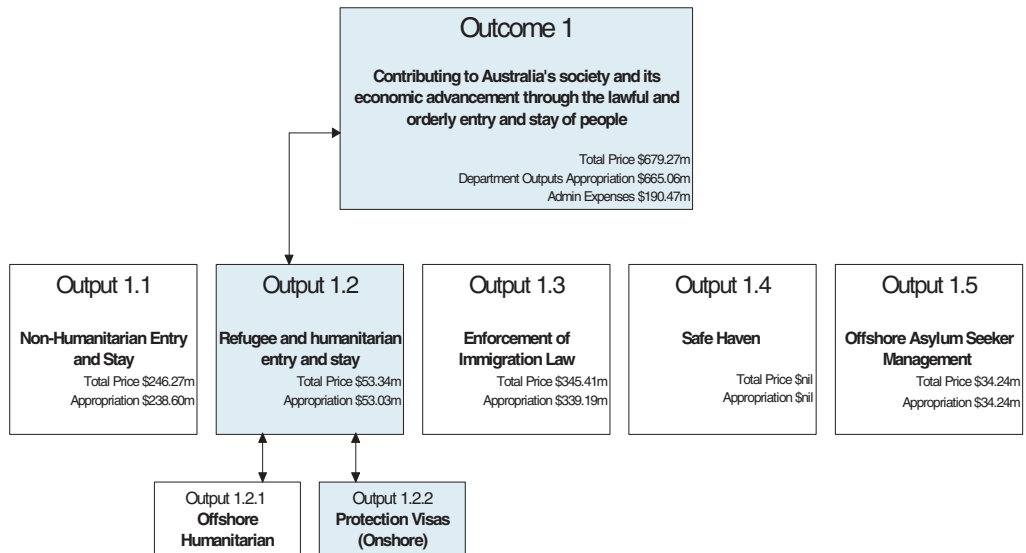 Outcome 1
Contributing to Australia's society and its
economic advancement through the lawful and
orderly entry and stay of people
Total Price $679.27m
Department Outputs Appropriation $665.06m
Admin Expenses $190.47m
Output 1.1
Non-Humanitarian Entry
and Stay
Total Price $246.27m
Appropriation $238.60m
Output 1.2
Refugee and humanitarian
entry and stay
Total Price $53.34m
Appropriation $53.03m
Output 1.3
Enforcement of
Immigration Law
Total Price $345.41m
Appropriation $339.19m
Output 1.4
Safe Haven
Total Price $nil
Appropriation $nil
Output 1.5
Offshore Asylum Seeker
Management
Total Price $34.24m
Appropriation $34.24m
Output 1.2.1
Offshore
Humanitarian
Output 1.2.2
Protection Visas
(Onshore)